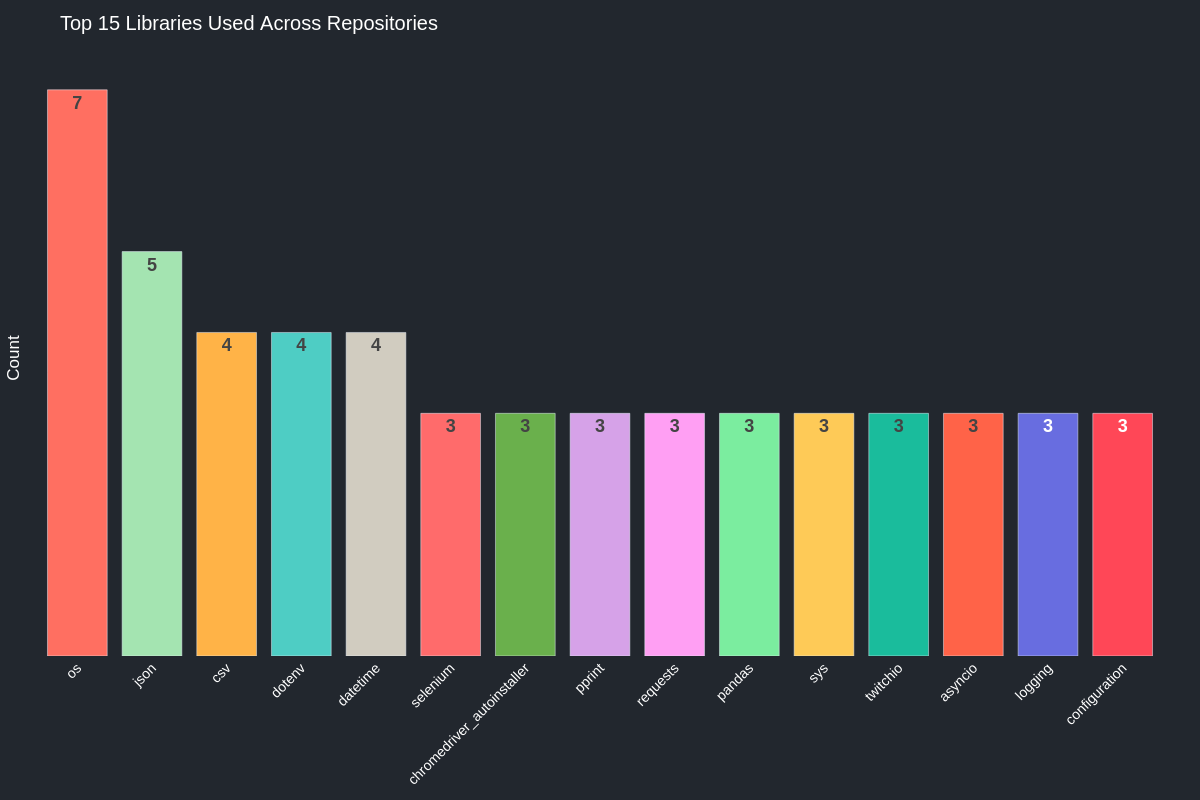 Top 15 Libraries Used Across Repositories
Count
7
5
4
4
4
3
3
3
3
3
3
3
3
3
3
os
json
csv
dotenv
datetime
selenium
chromedriver_autoinstaller
pprint
requests
pandas
sys
twitchio
asyncio
logging
configuration